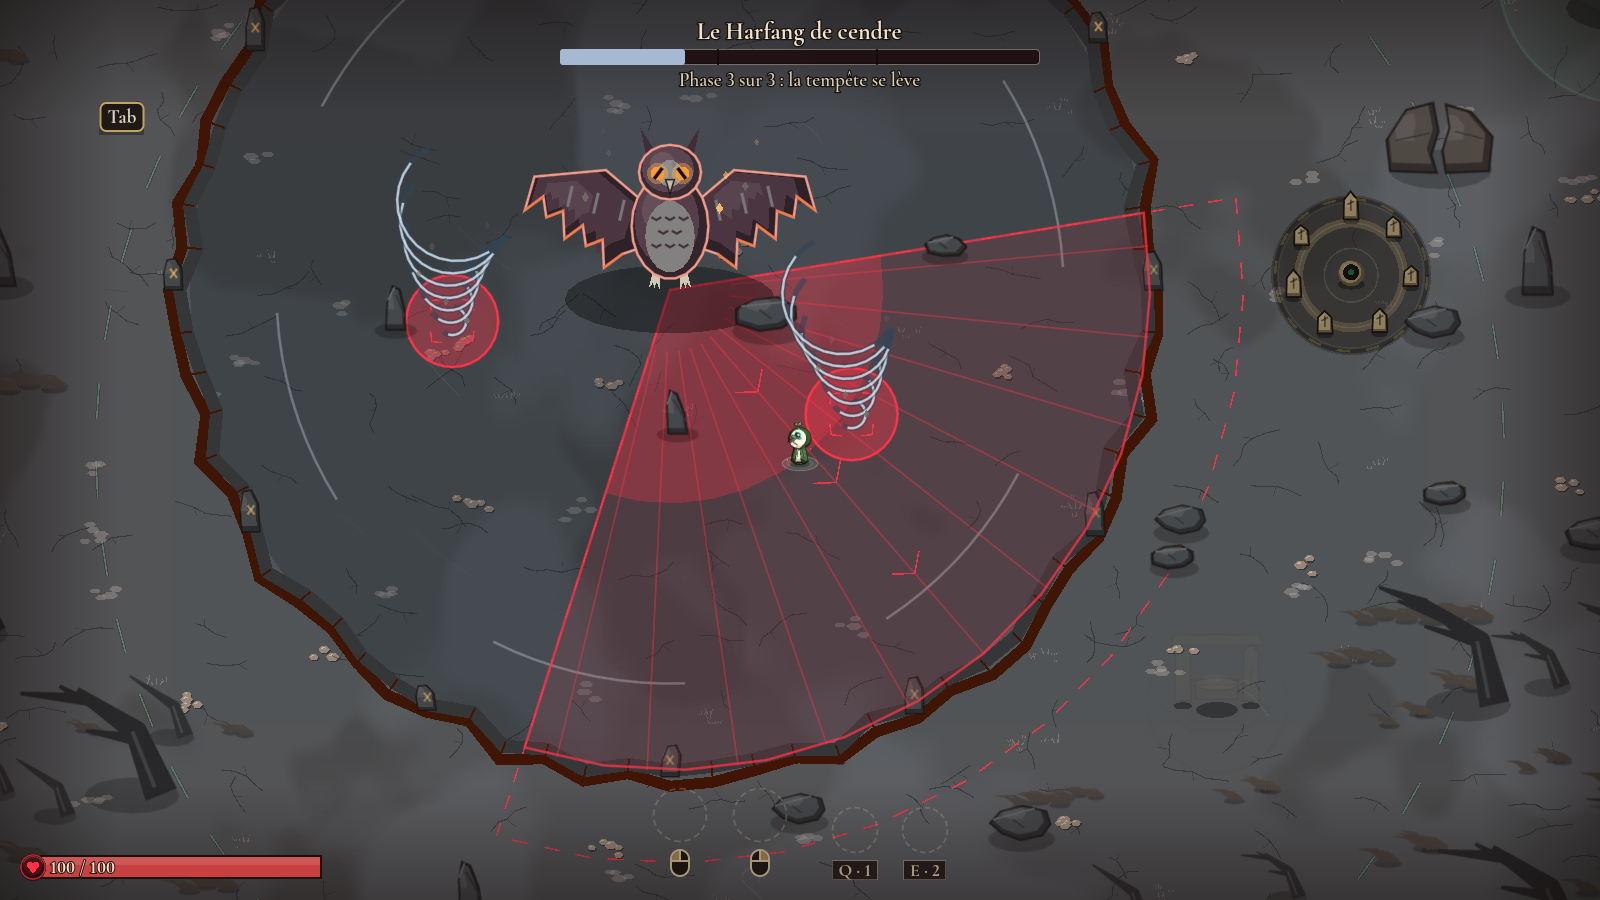 Le Harfang de cendre
Phase 3 sur 3 : la tempête se lève
Tab
100 / 100
Q · 1
E · 2